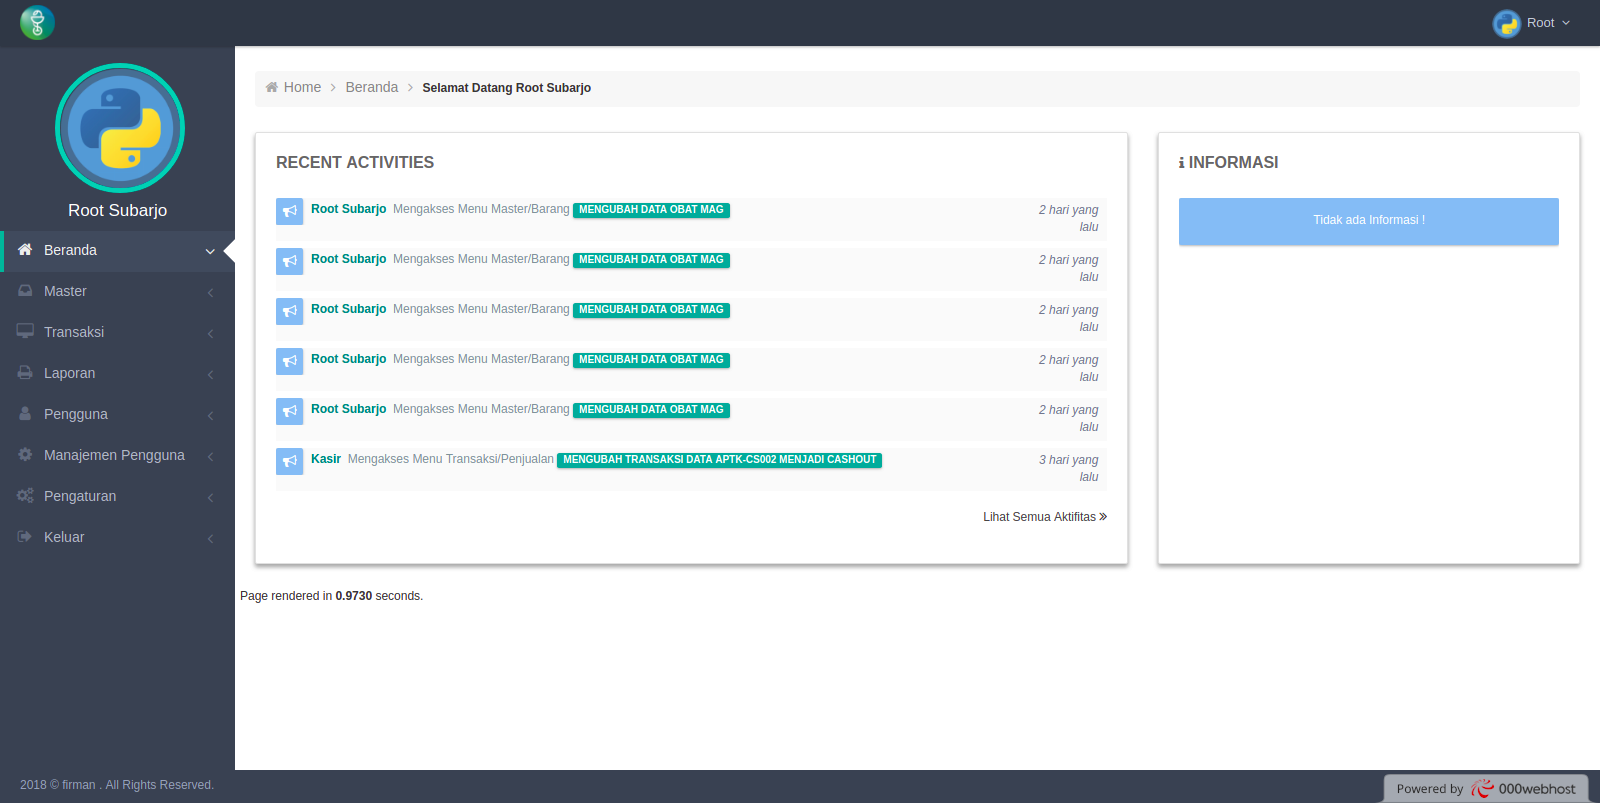 Root
Root Subarjo
Beranda
Master
Transaksi
Laporan
Pengguna
Manajemen Pengguna
Pengaturan
Keluar
Home Beranda Selamat Datang Root Subarjo
RECENT ACTIVITIES
Root Subarjo Mengakses Menu Master/Barang MENGUBAH DATA OBAT MAG 2 hari yang
lalu
Root Subarjo Mengakses Menu Master/Barang MENGUBAH DATA OBAT MAG 2 hari yang
lalu
Root Subarjo Mengakses Menu Master/Barang MENGUBAH DATA OBAT MAG 2 hari yang
lalu
Root Subarjo Mengakses Menu Master/Barang MENGUBAH DATA OBAT MAG 2 hari yang
lalu
Root Subarjo Mengakses Menu Master/Barang MENGUBAH DATA OBAT MAG 2 hari yang
lalu
Kasir Mengakses Menu Transaksi/Penjualan MENGUBAH TRANSAKSI DATA APTK-CS002 MENJADI CASHOUT 3 hari yang
lalu
Lihat Semua Aktifitas
INFORMASI
Tidak ada Informasi !
Page rendered in 0.9730 seconds.
2018 © firman . All Rights Reserved.
Powered by 000webhost